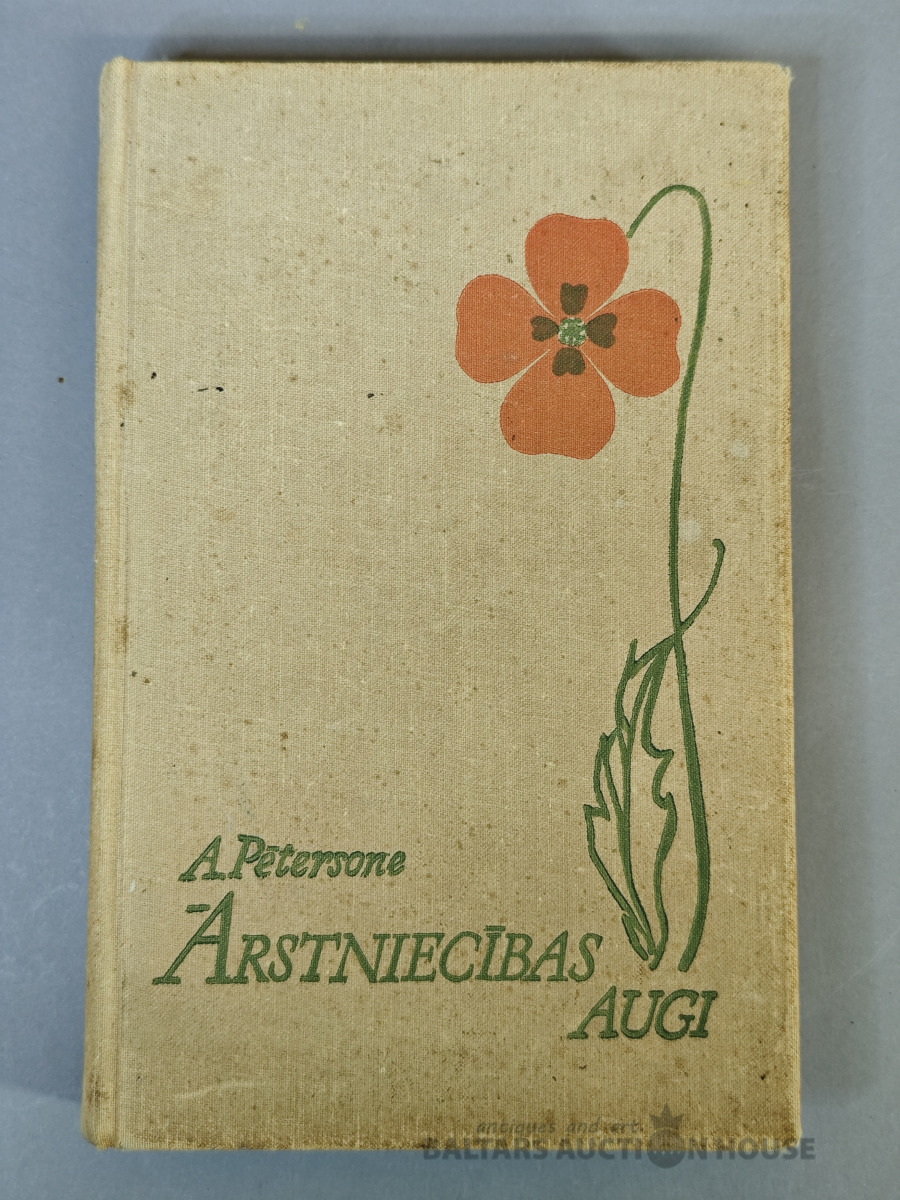 A. Pētersone
ĀRSTNIECĪBAS
AUGI
antiques and art
BALTARS AUCTION HOUSE